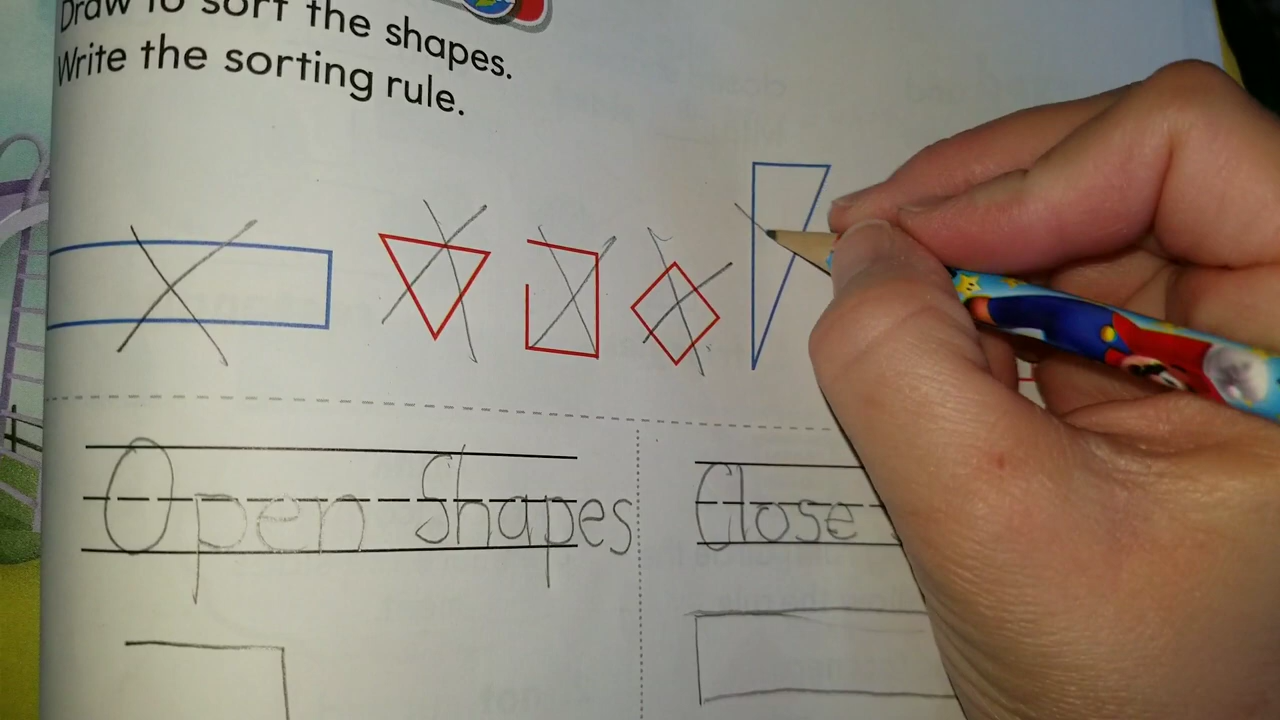 Draw to sort the shapes.
Write the sorting rule.
Open Shapes
Close